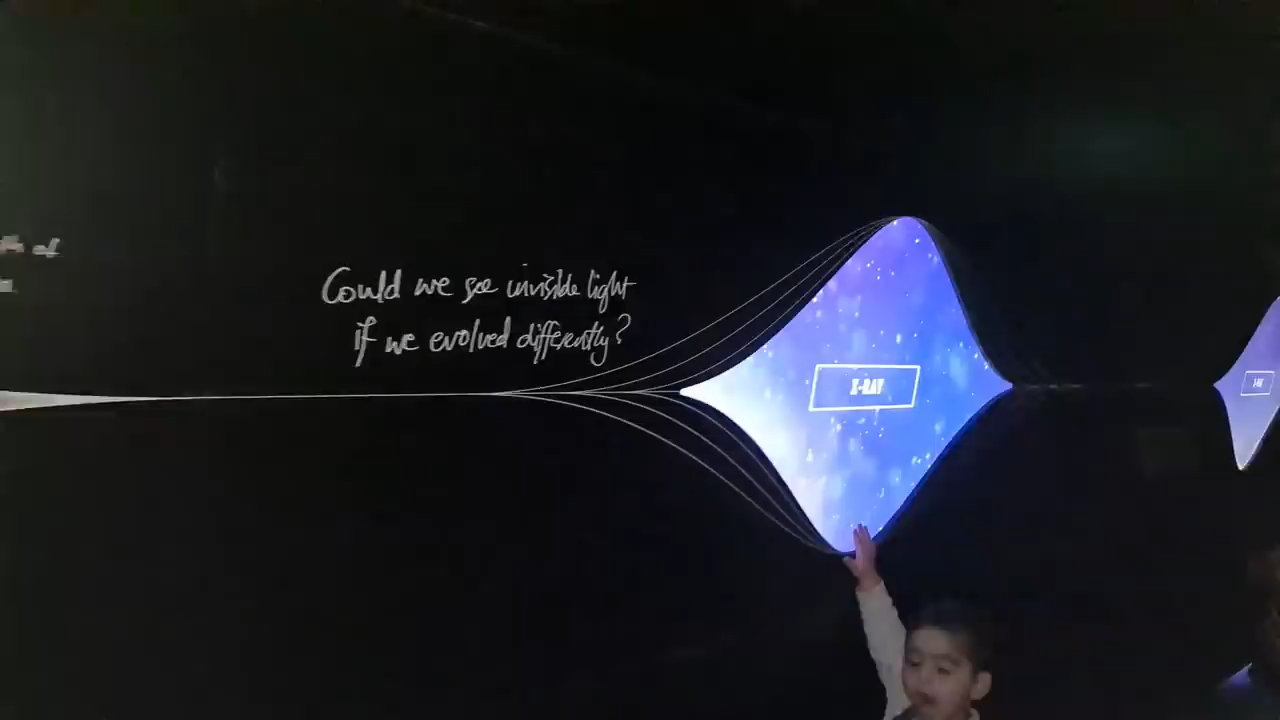 Could we see invisible light
if we evolved differently?
X-RAY